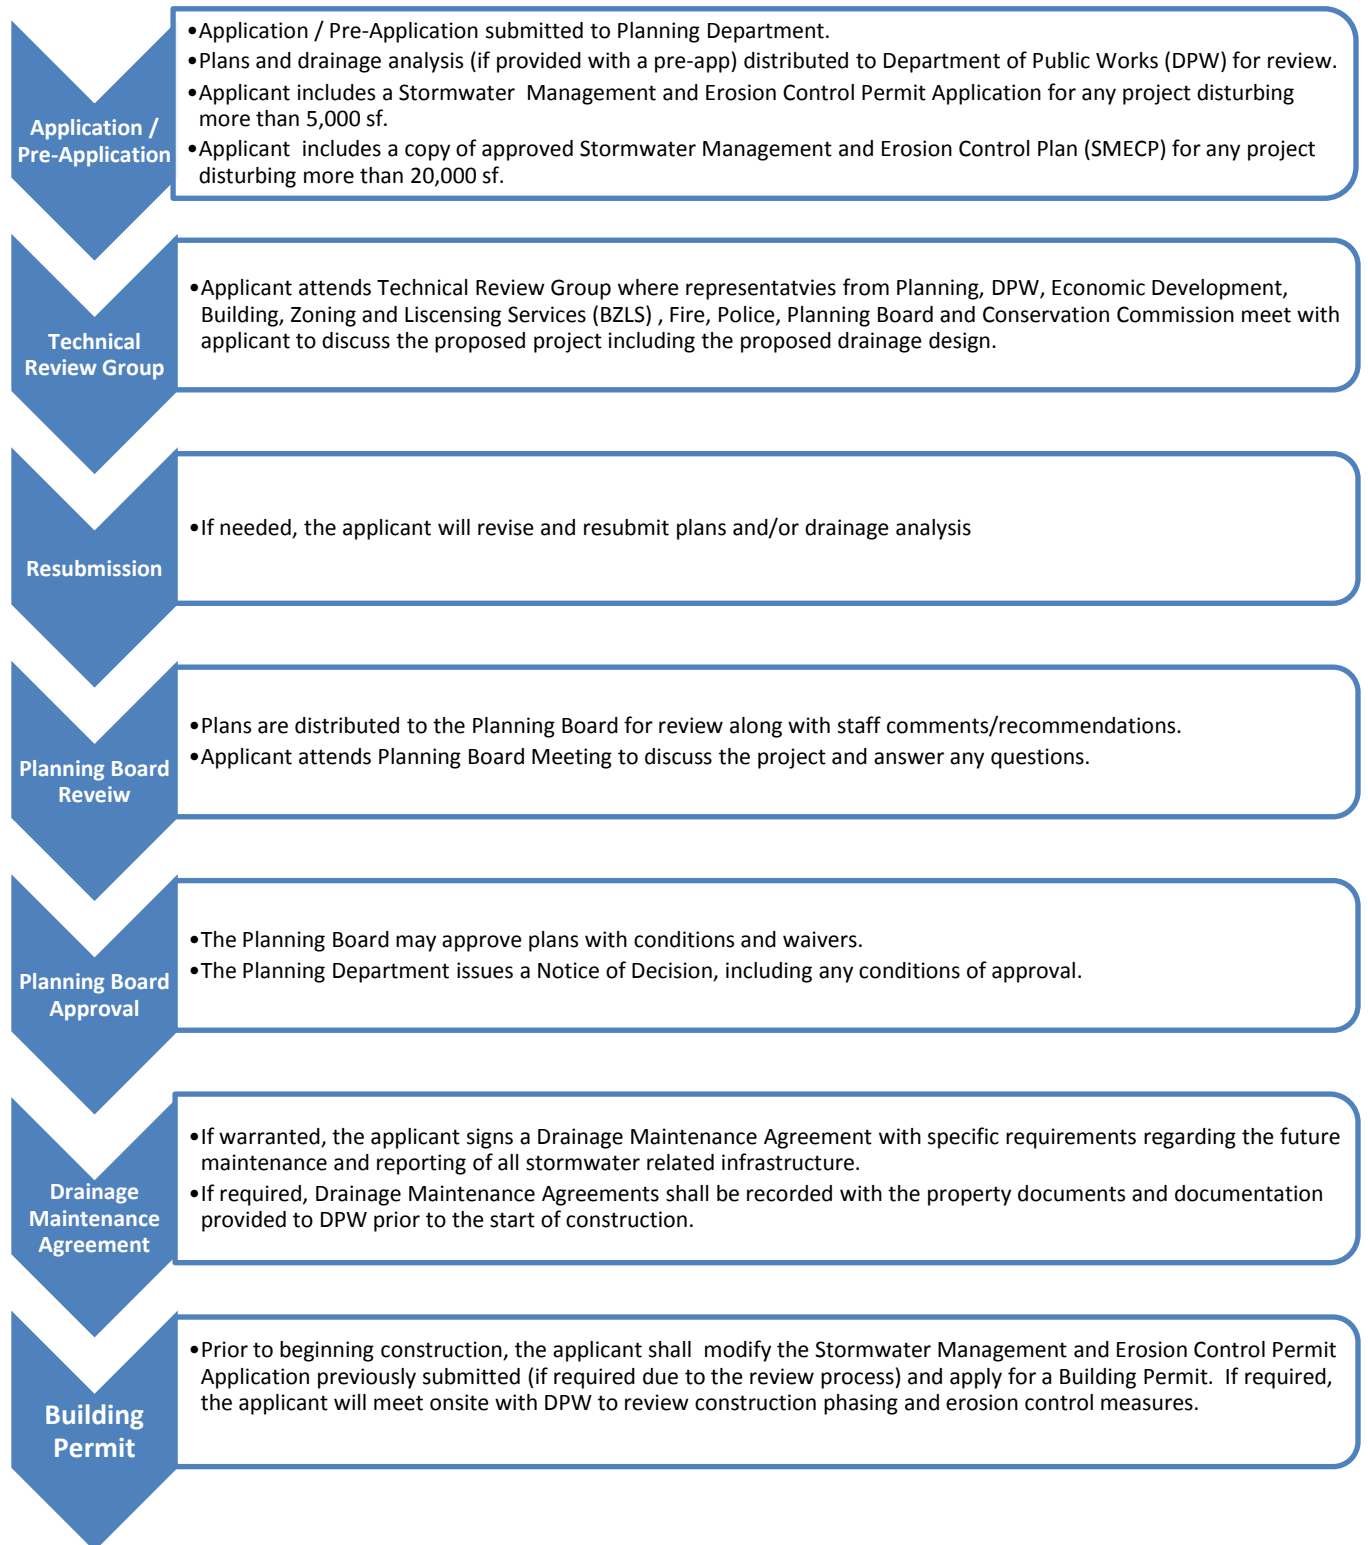 Application /
Pre-Application
•Application / Pre-Application submitted to Planning Department.
•Plans and drainage analysis (if provided with a pre-app) distributed to Department of Public Works (DPW) for review.
•Applicant includes a Stormwater  Management and Erosion Control Permit Application for any project disturbing
more than 5,000 sf.
•Applicant  includes a copy of approved Stormwater Management and Erosion Control Plan (SMECP) for any project
disturbing more than 20,000 sf.
Technical
Review Group
•Applicant attends Technical Review Group where representatvies from Planning, DPW, Economic Development,
Building, Zoning and Liscensing Services (BZLS) , Fire, Police, Planning Board and Conservation Commission meet with
applicant to discuss the proposed project including the proposed drainage design.
Resubmission
•If needed, the applicant will revise and resubmit plans and/or drainage analysis
Planning Board
Reveiw
•Plans are distributed to the Planning Board for review along with staff comments/recommendations.
•Applicant attends Planning Board Meeting to discuss the project and answer any questions.
Planning Board
Approval
•The Planning Board may approve plans with conditions and waivers.
•The Planning Department issues a Notice of Decision, including any conditions of approval.
Drainage
Maintenance
Agreement
•If warranted, the applicant signs a Drainage Maintenance Agreement with specific requirements regarding the future
maintenance and reporting of all stormwater related infrastructure.
•If required, Drainage Maintenance Agreements shall be recorded with the property documents and documentation
provided to DPW prior to the start of construction.
Building
Permit
•Prior to beginning construction, the applicant shall  modify the Stormwater Management and Erosion Control Permit
Application previously submitted (if required due to the review process) and apply for a Building Permit.  If required,
the applicant will meet onsite with DPW to review construction phasing and erosion control measures.